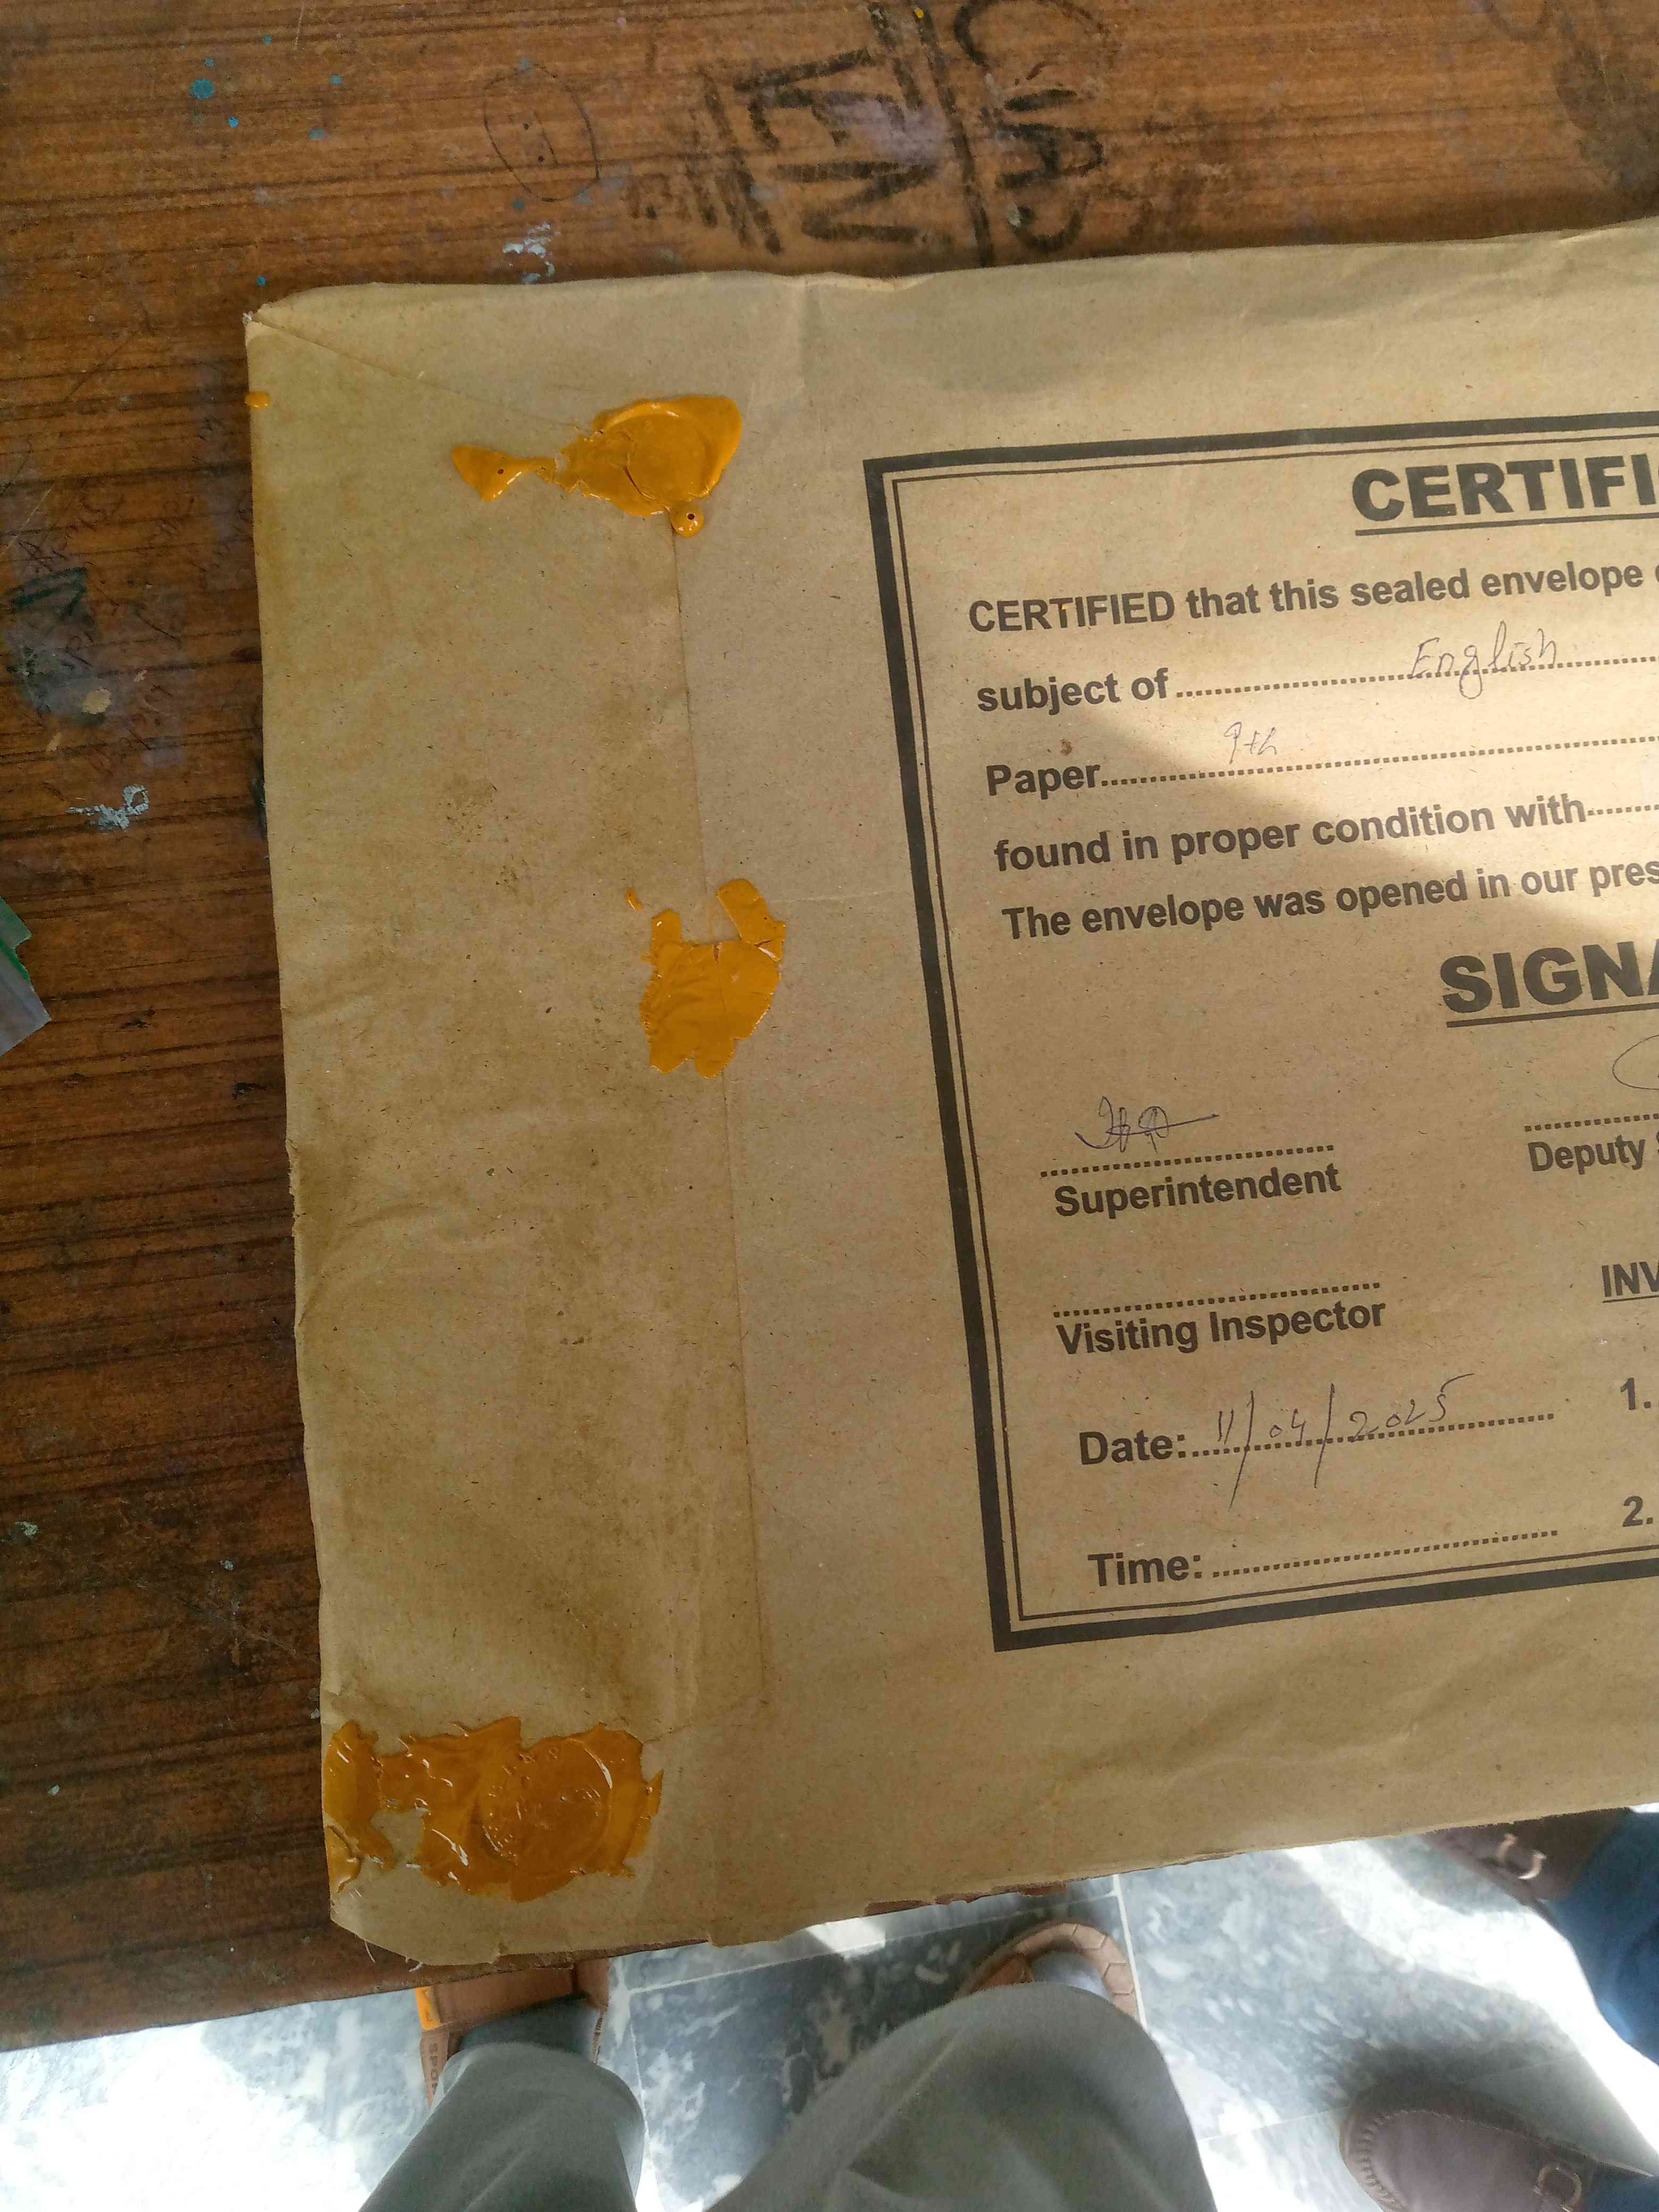 CERTIFI
CERTIFIED that this sealed envelope
subject of English
Paper 9th
found in proper condition with
The envelope was opened in our pres
SIGNA
Superintendent
Deputy
Visiting Inspector
INV
Date: 11/04/2025
1.
Time:
2.